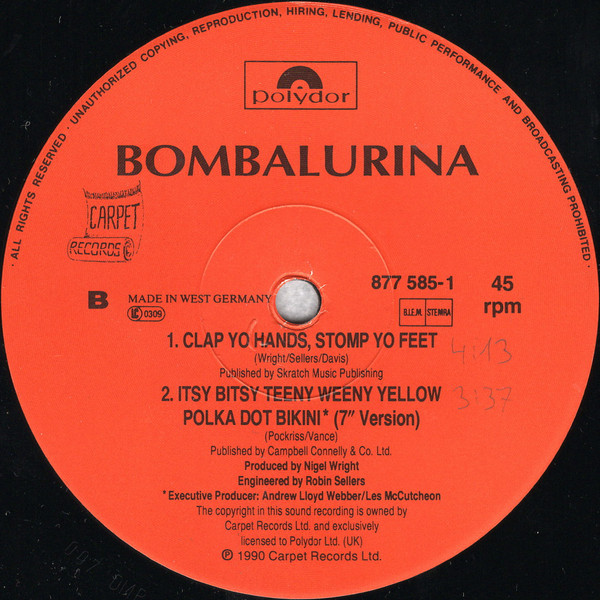 · ALL RIGHTS RESERVED · UNAUTHORIZED COPYING, REPRODUCTION, HIRING, LENDING, PUBLIC PERFORMANCE AND BROADCASTING PROHIBITED ·
polydor
BOMBALURINA
CARPET
RECORDS
B
MADE IN WEST GERMANY
LC 0309
877 585-1
45
rpm
B.I.E.M. STEMRA
1. CLAP YO HANDS, STOMP YO FEET
4:13
(Wright/Sellers/Davis)
Published by Skratch Music Publishing
2. ITSY BITSY TEENY WEENY YELLOW
3:37
POLKA DOT BIKINI* (7" Version)
(Pockriss/Vance)
Published by Campbell Connelly & Co. Ltd.
Produced by Nigel Wright
Engineered by Robin Sellers
*Executive Producer: Andrew Lloyd Webber/Les McCutcheon
The copyright in this sound recording is owned by
Carpet Records Ltd. and exclusively
licensed to Polydor Ltd. (UK)
℗ 1990 Carpet Records Ltd.